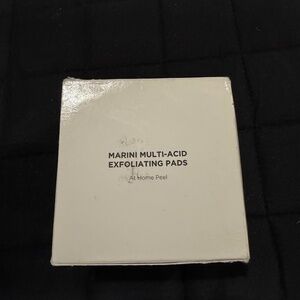 MARINI MULTI-ACID
EXFOLIATING PADS
At Home Peel